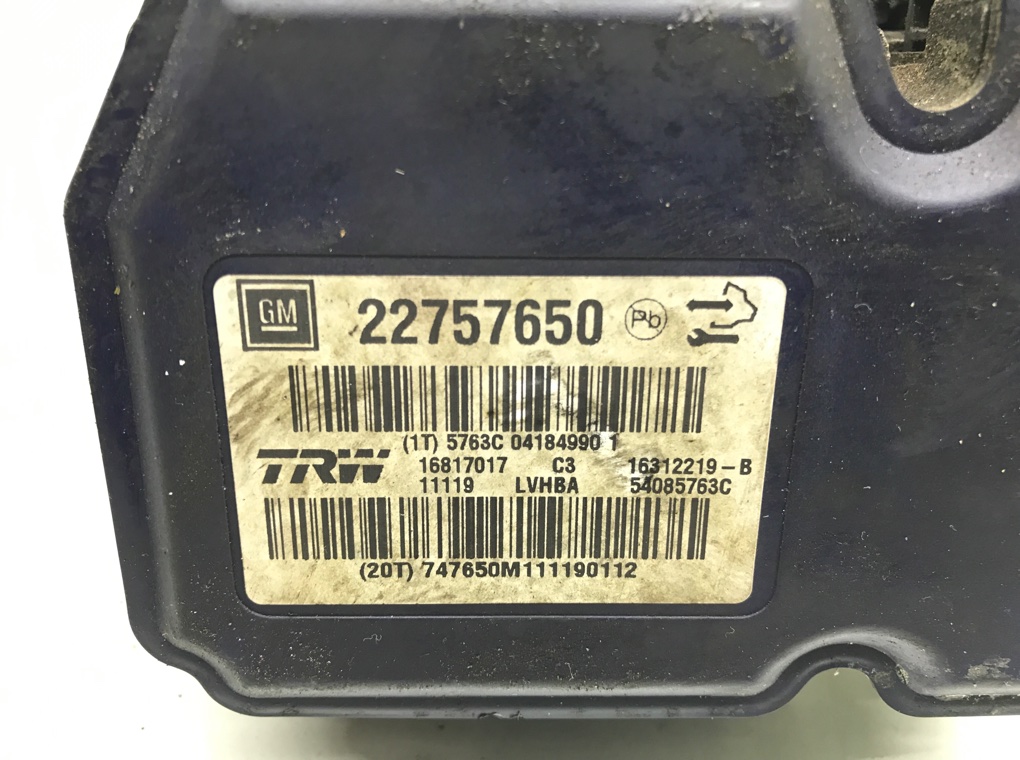 GM 22757650 Pb
(1T) 5763C 04184990 1
TRW 16817017 C3 16312219-B
11119 LVHBA 54085763C
(20T) 747650M111190112